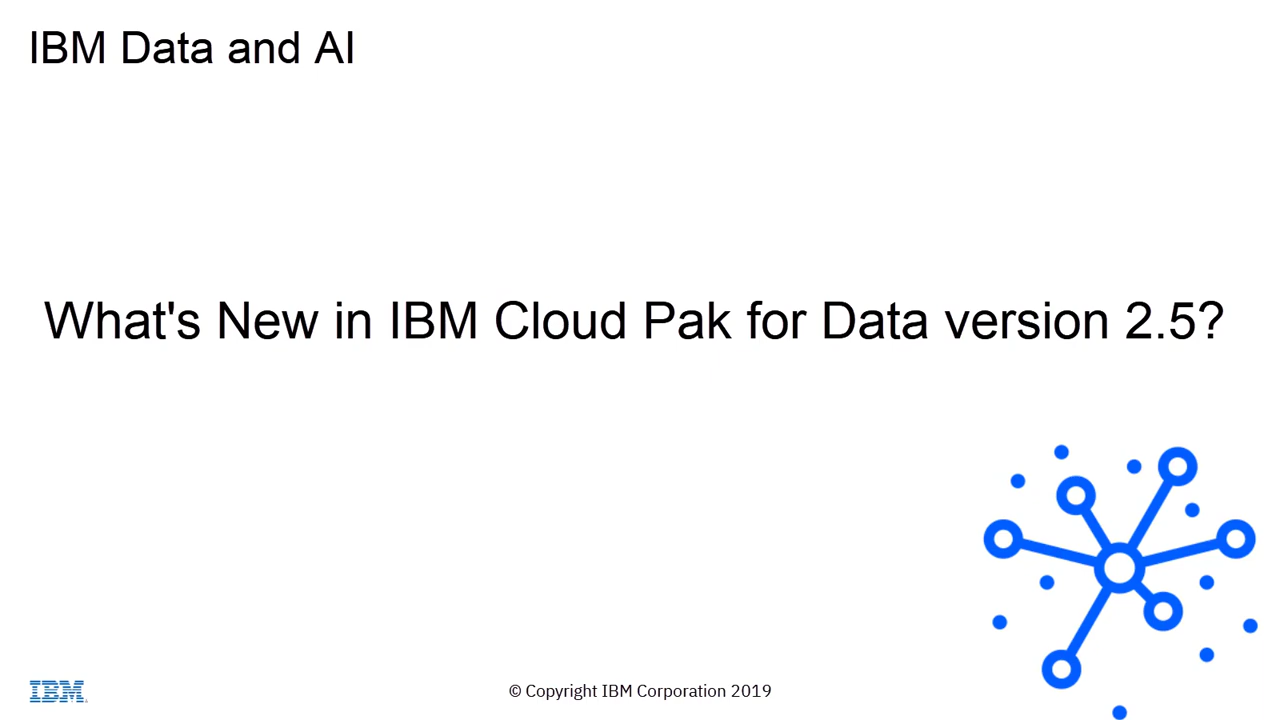 IBM Data and AI
What's New in IBM Cloud Pak for Data version 2.5?
IBM
© Copyright IBM Corporation 2019